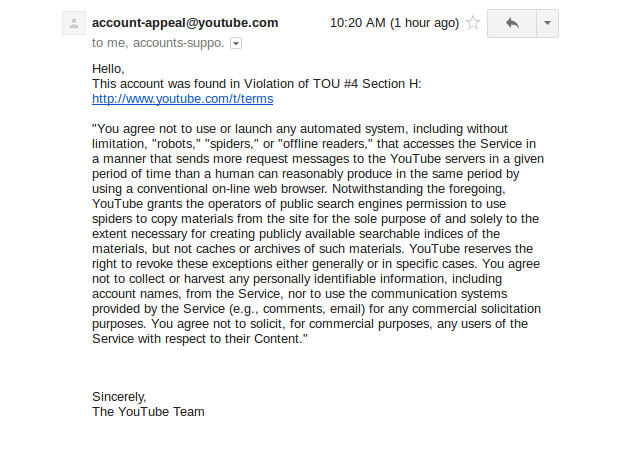 account-appeal@youtube.com 10:20 AM (1 hour ago)
to me, accounts-suppo.
Hello,
This account was found in Violation of TOU #4 Section H:
http://www.youtube.com/t/terms
"You agree not to use or launch any automated system, including without
limitation, "robots," "spiders," or "offline readers," that accesses the Service in
a manner that sends more request messages to the YouTube servers in a given
period of time than a human can reasonably produce in the same period by
using a conventional on-line web browser. Notwithstanding the foregoing,
YouTube grants the operators of public search engines permission to use
spiders to copy materials from the site for the sole purpose of and solely to the
extent necessary for creating publicly available searchable indices of the
materials, but not caches or archives of such materials. YouTube reserves the
right to revoke these exceptions either generally or in specific cases. You agree
not to collect or harvest any personally identifiable information, including
account names, from the Service, nor to use the communication systems
provided by the Service (e.g., comments, email) for any commercial solicitation
purposes. You agree not to solicit, for commercial purposes, any users of the
Service with respect to their Content."
Sincerely,
The YouTube Team